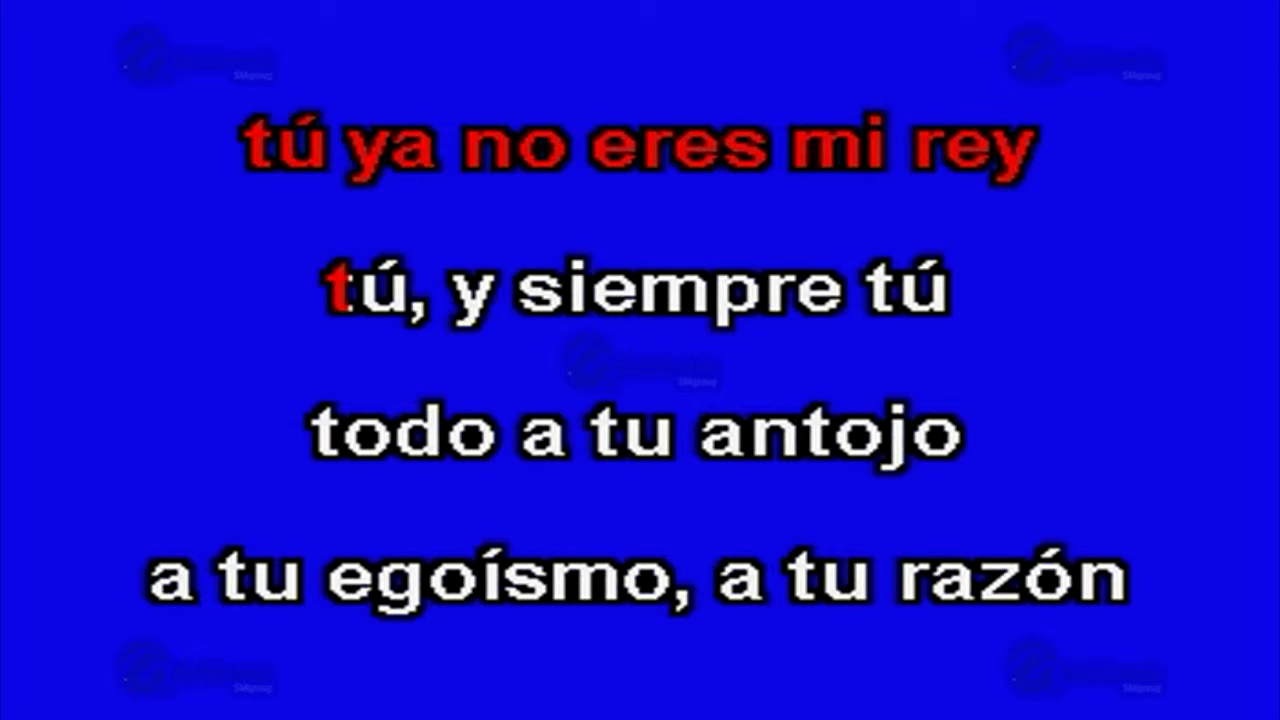 tú ya no eres mi rey
tú, y siempre tú
todo a tu antojo
a tu egoísmo, a tu razón